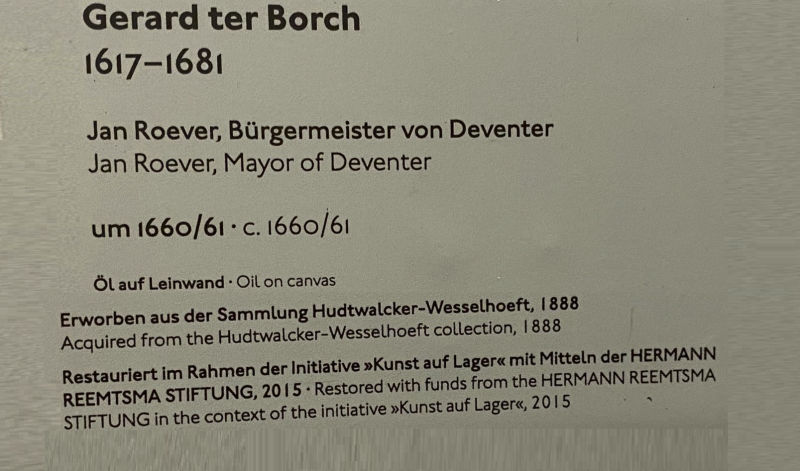 Gerard ter Borch
1617–1681
Jan Roever, Bürgermeister von Deventer
Jan Roever, Mayor of Deventer
um 1660/61 · c. 1660/61
Öl auf Leinwand · Oil on canvas
Erworben aus der Sammlung Hudtwalcker-Wesselhoeft, 1888
Acquired from the Hudtwalcker-Wesselhoeft collection, 1888
Restauriert im Rahmen der Initiative »Kunst auf Lager« mit Mitteln der HERMANN
REEMTSMA STIFTUNG, 2015 · Restored with funds from the HERMANN REEMTSMA
STIFTUNG in the context of the initiative »Kunst auf Lager«, 2015